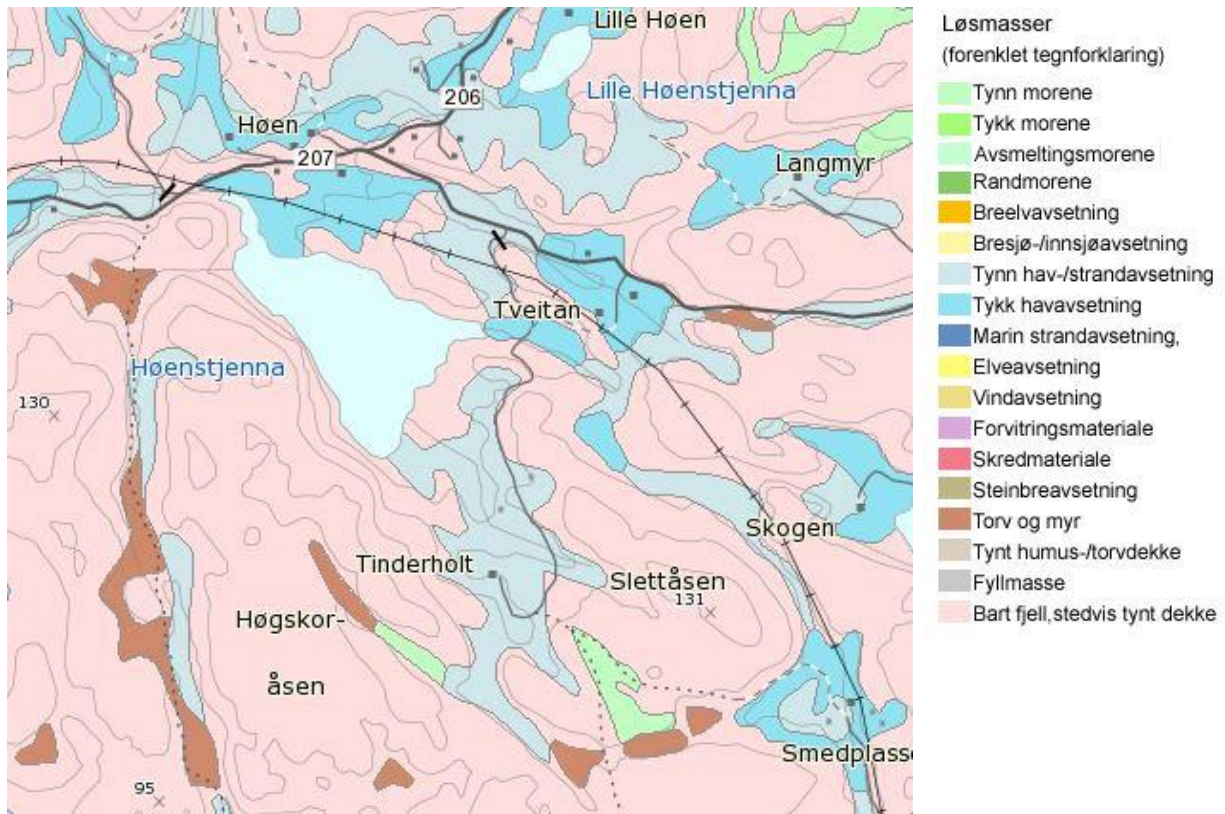 Lille Høen
206
Lille Høenstjenna
Høen
207
Langmyr
Tveitan
Høenstjenna
130
Skogen
Tinderholt
Slettåsen
131
Høgskor-
åsen
Smedplasse
95
Løsmasser
(forenklet tegnforklaring)
Tynn morene
Tykk morene
Avsmeltingsmorene
Randmorene
Breelvavsetning
Bresjø-/innsjøavsetning
Tynn hav-/strandavsetning
Tykk havavsetning
Marin strandavsetning,
Elveavsetning
Vindavsetning
Forvitringsmateriale
Skredmateriale
Steinbreavsetning
Torv og myr
Tynt humus-/torvdekke
Fyllmasse
Bart fjell,stedvis tynt dekke